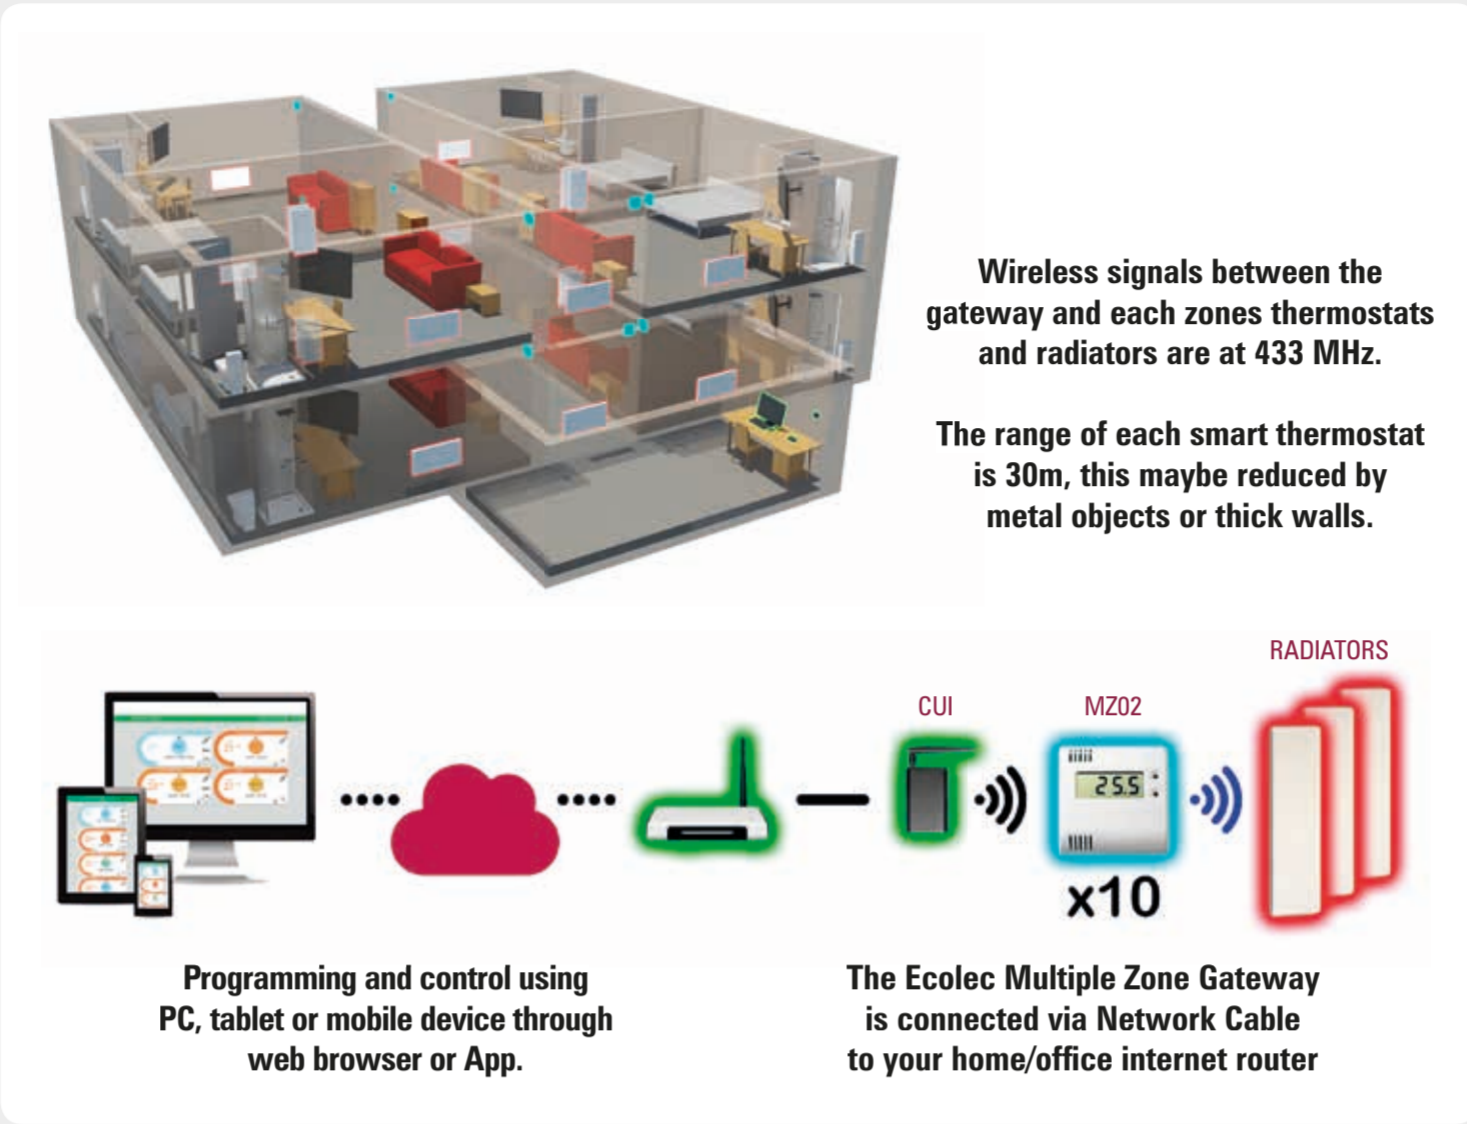 Wireless signals between the
gateway and each zones thermostats
and radiators are at 433 MHz.
The range of each smart thermostat
is 30m, this maybe reduced by
metal objects or thick walls.
RADIATORS
CUI
MZ02
25.5
x10
Programming and control using
PC, tablet or mobile device through
web browser or App.
The Ecolec Multiple Zone Gateway
is connected via Network Cable
to your home/office internet router